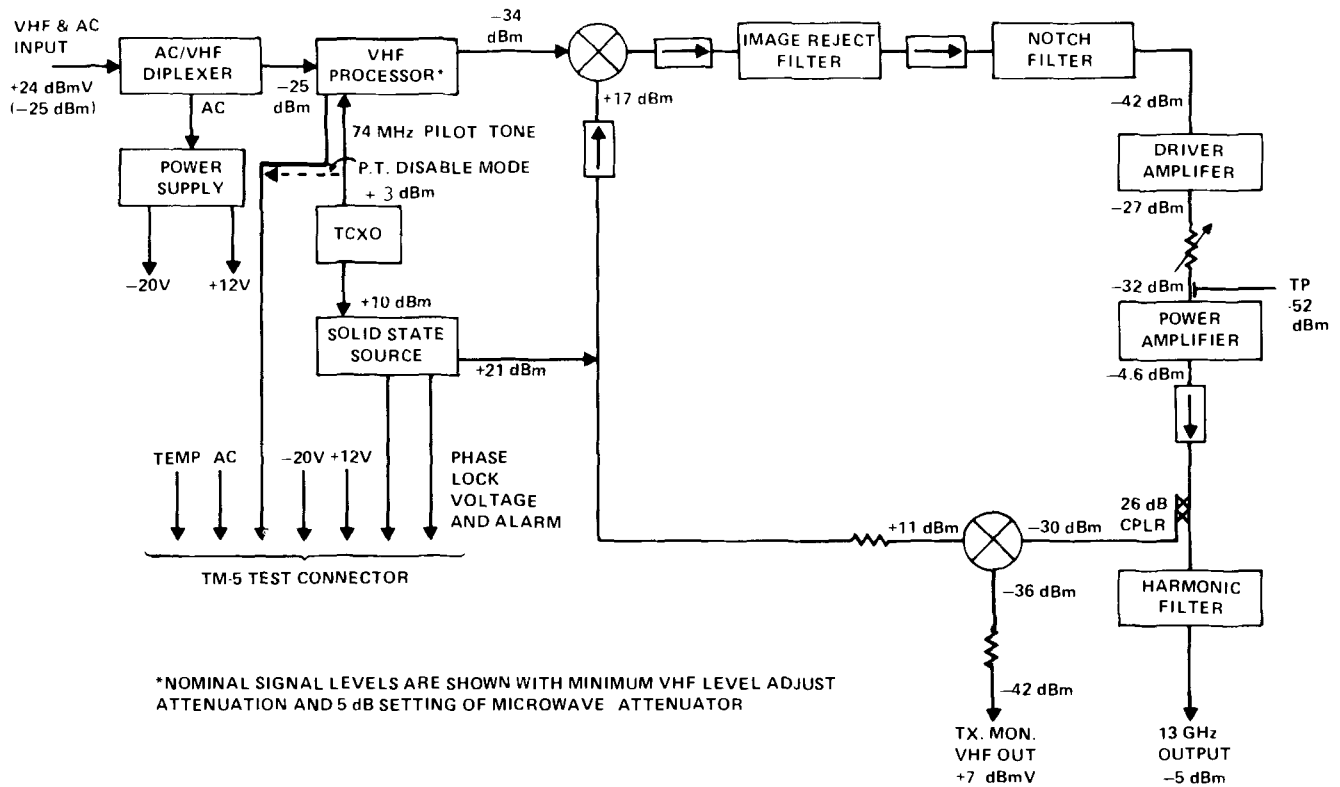 VHF & AC
INPUT
+24 dBmV
(−25 dBm)
AC/VHF
DIPLEXER
AC
−25
dBm
VHF
PROCESSOR*
−34
dBm
+17 dBm
IMAGE REJECT
FILTER
NOTCH
FILTER
−42 dBm
DRIVER
AMPLIFER
−27 dBm
−32 dBm
TP
-52
dBm
POWER
AMPLIFIER
−4.6 dBm
POWER
SUPPLY
−20V
+12V
74 MHz PILOT TONE
P.T. DISABLE MODE
+ 3 dBm
TCXO
+10 dBm
SOLID STATE
SOURCE
+21 dBm
TEMP
AC
−20V
+12V
PHASE
LOCK
VOLTAGE
AND ALARM
TM-5 TEST CONNECTOR
+11 dBm
−30 dBm
26 dB
CPLR
−36 dBm
−42 dBm
TX. MON.
VHF OUT
+7 dBmV
HARMONIC
FILTER
13 GHz
OUTPUT
−5 dBm
*NOMINAL SIGNAL LEVELS ARE SHOWN WITH MINIMUM VHF LEVEL ADJUST
ATTENUATION AND 5 dB SETTING OF MICROWAVE ATTENUATOR